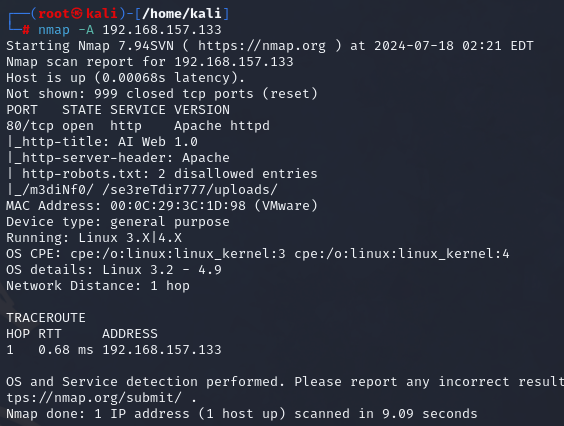 ┌──(root㉿kali)-[/home/kali]
└─# nmap -A 192.168.157.133
Starting Nmap 7.94SVN ( https://nmap.org ) at 2024-07-18 02:21 EDT
Nmap scan report for 192.168.157.133
Host is up (0.00068s latency).
Not shown: 999 closed tcp ports (reset)
PORT   STATE SERVICE VERSION
80/tcp open  http    Apache httpd
|_http-title: AI Web 1.0
|_http-server-header: Apache
| http-robots.txt: 2 disallowed entries
|_/m3diNf0/ /se3reTdir777/uploads/
MAC Address: 00:0C:29:3C:1D:98 (VMware)
Device type: general purpose
Running: Linux 3.X|4.X
OS CPE: cpe:/o:linux:linux_kernel:3 cpe:/o:linux:linux_kernel:4
OS details: Linux 3.2 - 4.9
Network Distance: 1 hop
TRACEROUTE
HOP RTT     ADDRESS
1   0.68 ms 192.168.157.133
OS and Service detection performed. Please report any incorrect result
tps://nmap.org/submit/ .
Nmap done: 1 IP address (1 host up) scanned in 9.09 seconds